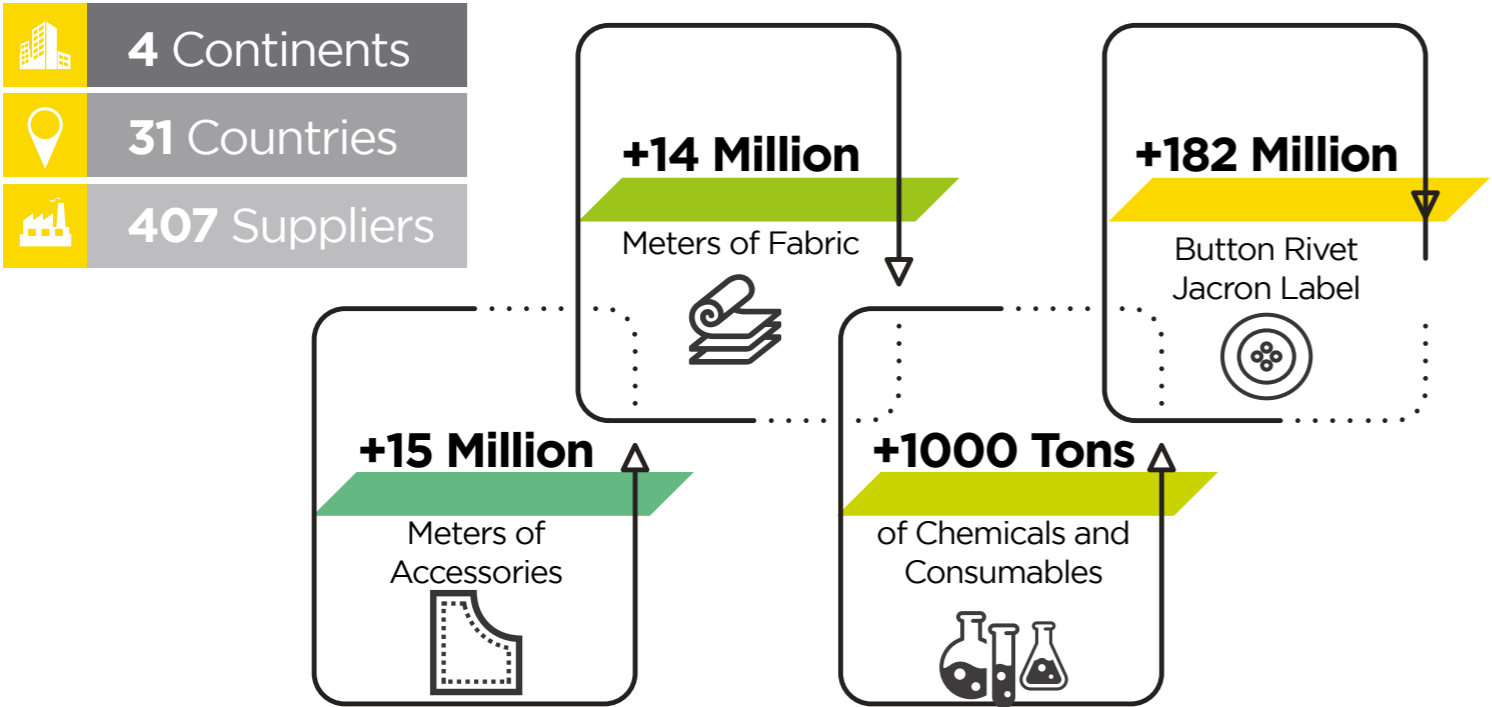 4 Continents
31 Countries
407 Suppliers
+14 Million
Meters of Fabric
+182 Million
Button Rivet
Jacron Label
+15 Million
Meters of
Accessories
+1000 Tons
of Chemicals and
Consumables